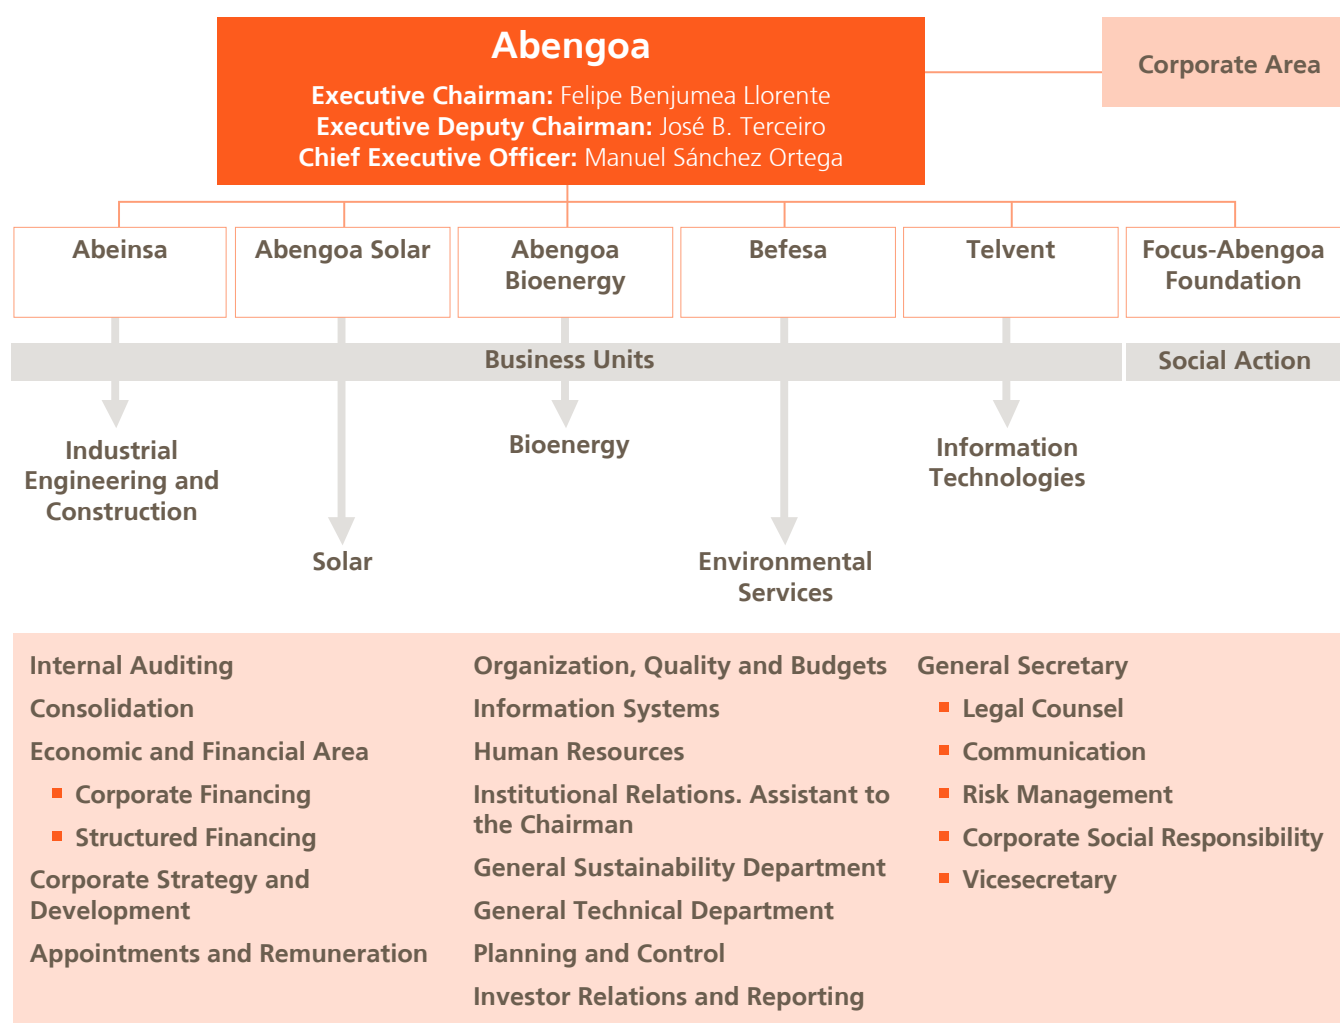 Abengoa
Executive Chairman: Felipe Benjumea Llorente
Executive Deputy Chairman: José B. Terceiro
Chief Executive Officer: Manuel Sánchez Ortega
Corporate Area
Abeinsa
Abengoa Solar
Abengoa
Bioenergy
Befesa
Telvent
Focus-Abengoa
Foundation
Business Units
Social Action
Industrial
Engineering and
Construction
Solar
Bioenergy
Environmental
Services
Information
Technologies
Internal Auditing
Consolidation
Economic and Financial Area
Corporate Financing
Structured Financing
Corporate Strategy and
Development
Appointments and Remuneration
Organization, Quality and Budgets
Information Systems
Human Resources
Institutional Relations. Assistant to
the Chairman
General Sustainability Department
General Technical Department
Planning and Control
Investor Relations and Reporting
General Secretary
Legal Counsel
Communication
Risk Management
Corporate Social Responsibility
Vicesecretary